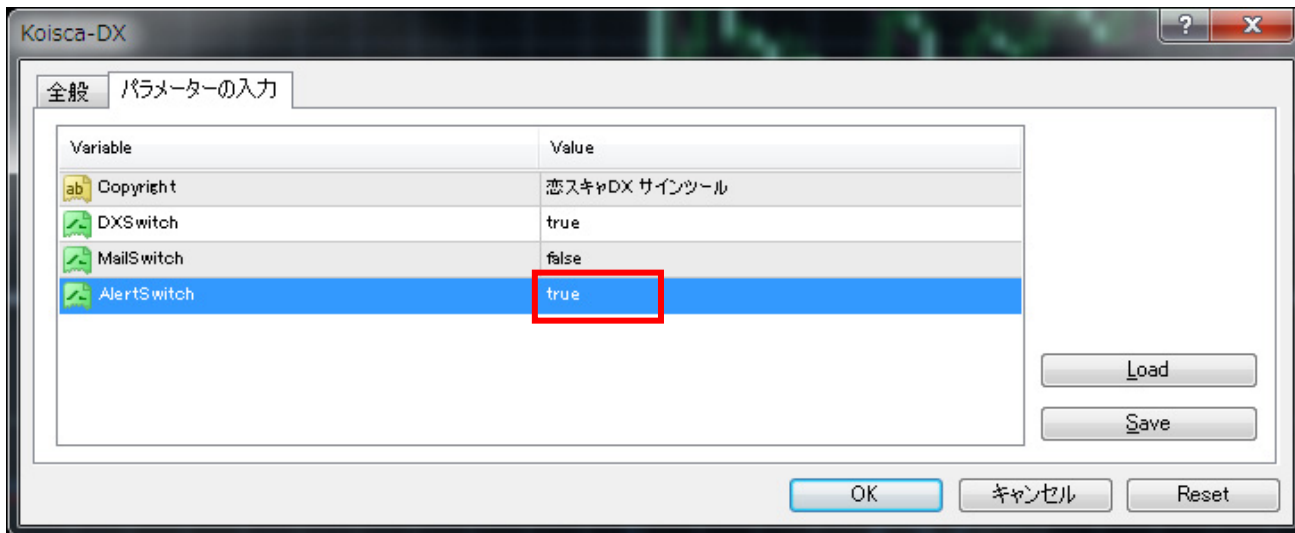 Koisca-DX
?
X
全般 パラメーターの入力
Variable Value
ab Copyright 恋スキャDX サインツール
DXSwitch true
MailSwitch false
AlertSwitch true
Load
Save
OK キャンセル Reset